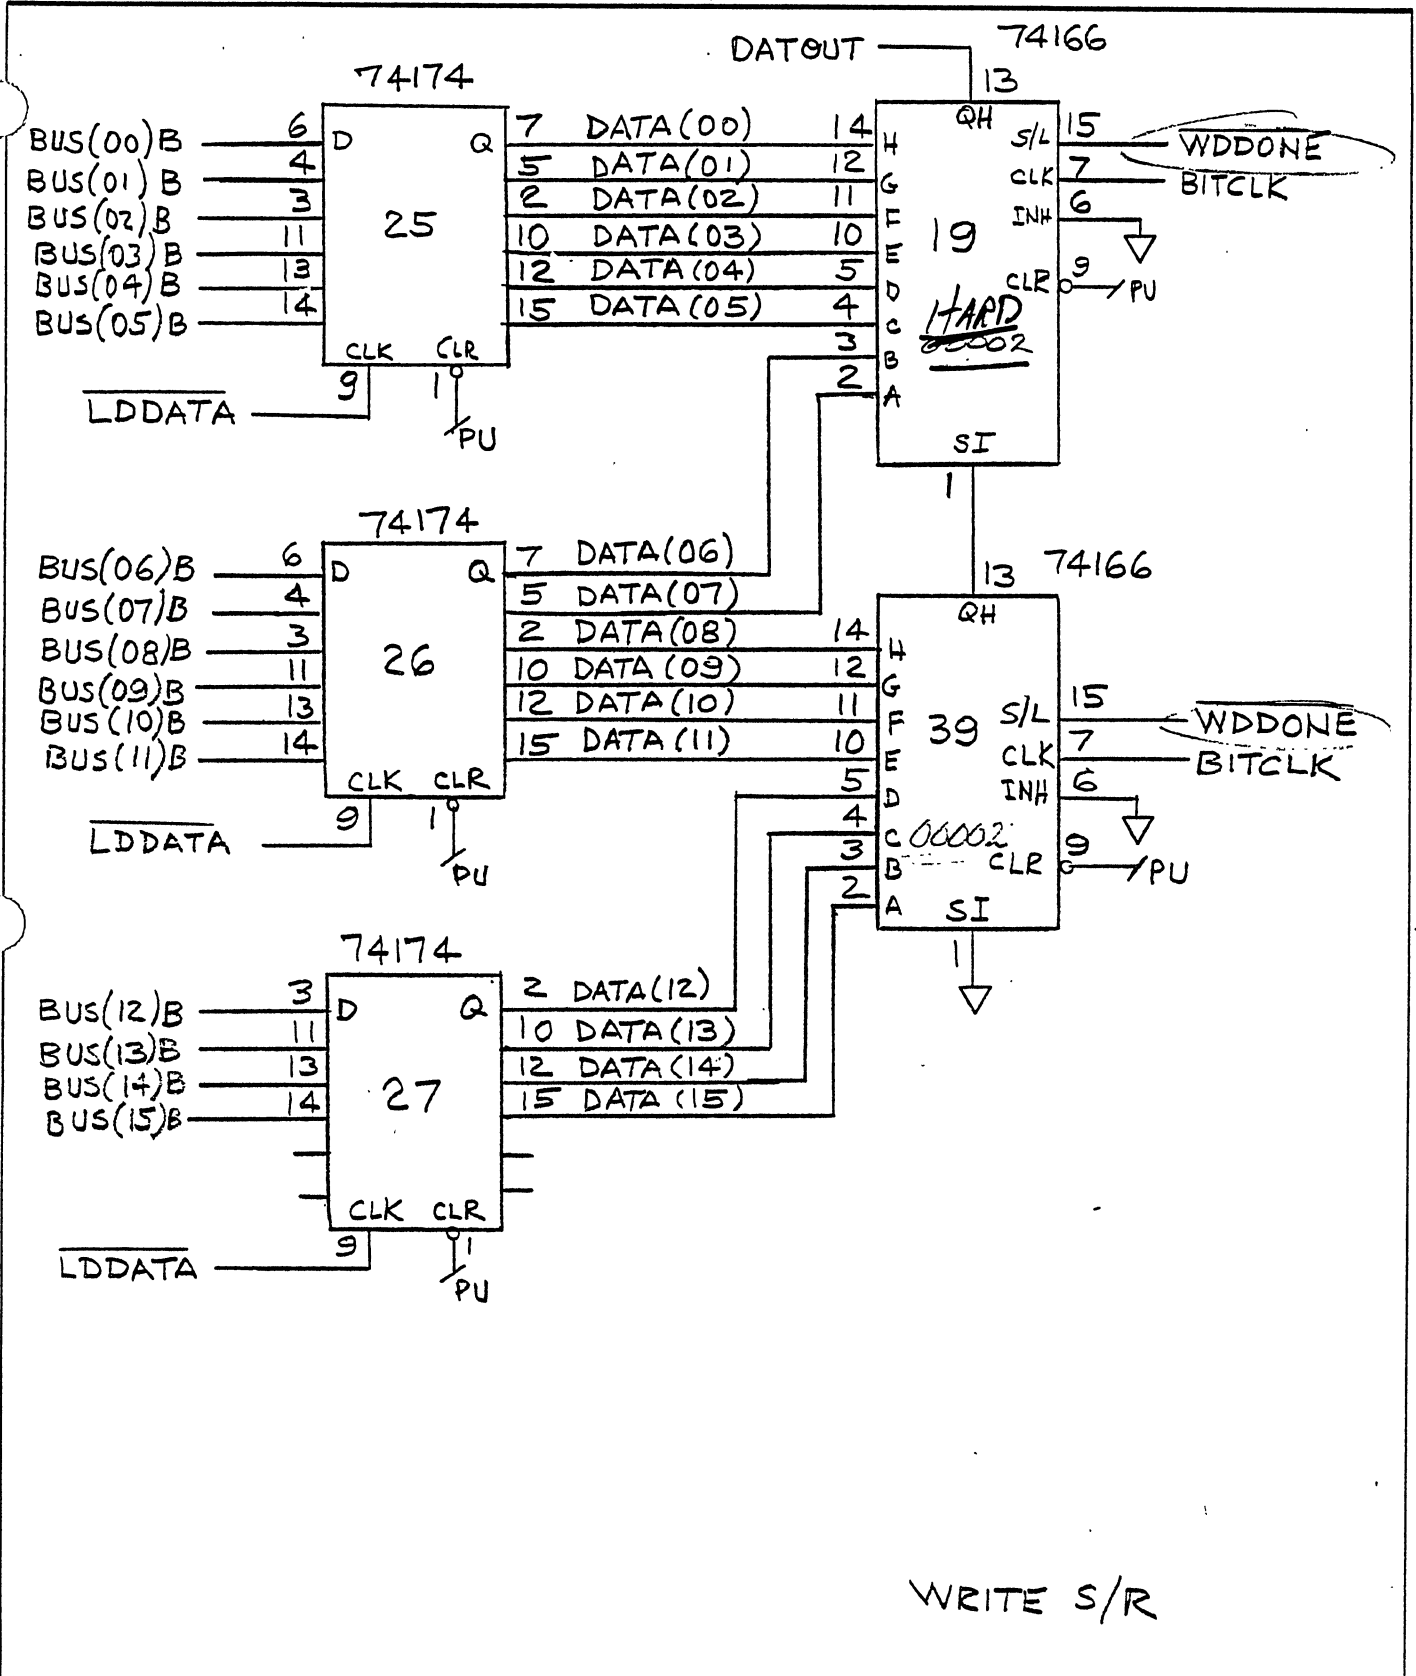 DATOUT 74166
13
74174
QH
BUS(00)B 6 D Q 7 DATA(00) 14 H S/L 15 WDDONE
BUS(01)B 4 5 DATA(01) 12 G CLK 7 BITCLK
BUS(02)B 3 2 DATA(02) 11 F INH 6
25 19
BUS(03)B 11 10 DATA(03) 10 E
BUS(04)B 13 12 DATA(04) 5 D CLR 9 PU
BUS(05)B 14 15 DATA(05) 4 C HARD
CLK CLR 3 B 00002
9 1 2 A
LDDATA PU
SI
1
74174 74166
13
QH
BUS(06)B 6 D Q 7 DATA(06)
BUS(07)B 4 5 DATA(07)
BUS(08)B 3 2 DATA(08) 14 H
26
BUS(09)B 11 10 DATA(09) 12 G
BUS(10)B 13 12 DATA(10) 11 F 39 S/L 15 WDDONE
BUS(11)B 14 15 DATA(11) 10 E CLK 7 BITCLK
CLK CLR 5 D INH 6
9 1 4 C 00002
LDDATA PU 3 B CLR 9 PU
2 A SI
1
74174
BUS(12)B 3 D Q 2 DATA(12)
BUS(13)B 11 10 DATA(13)
BUS(14)B 13 27 12 DATA(14)
BUS(15)B 14 15 DATA(15)
CLK CLR
9 1
LDDATA PU
WRITE S/R